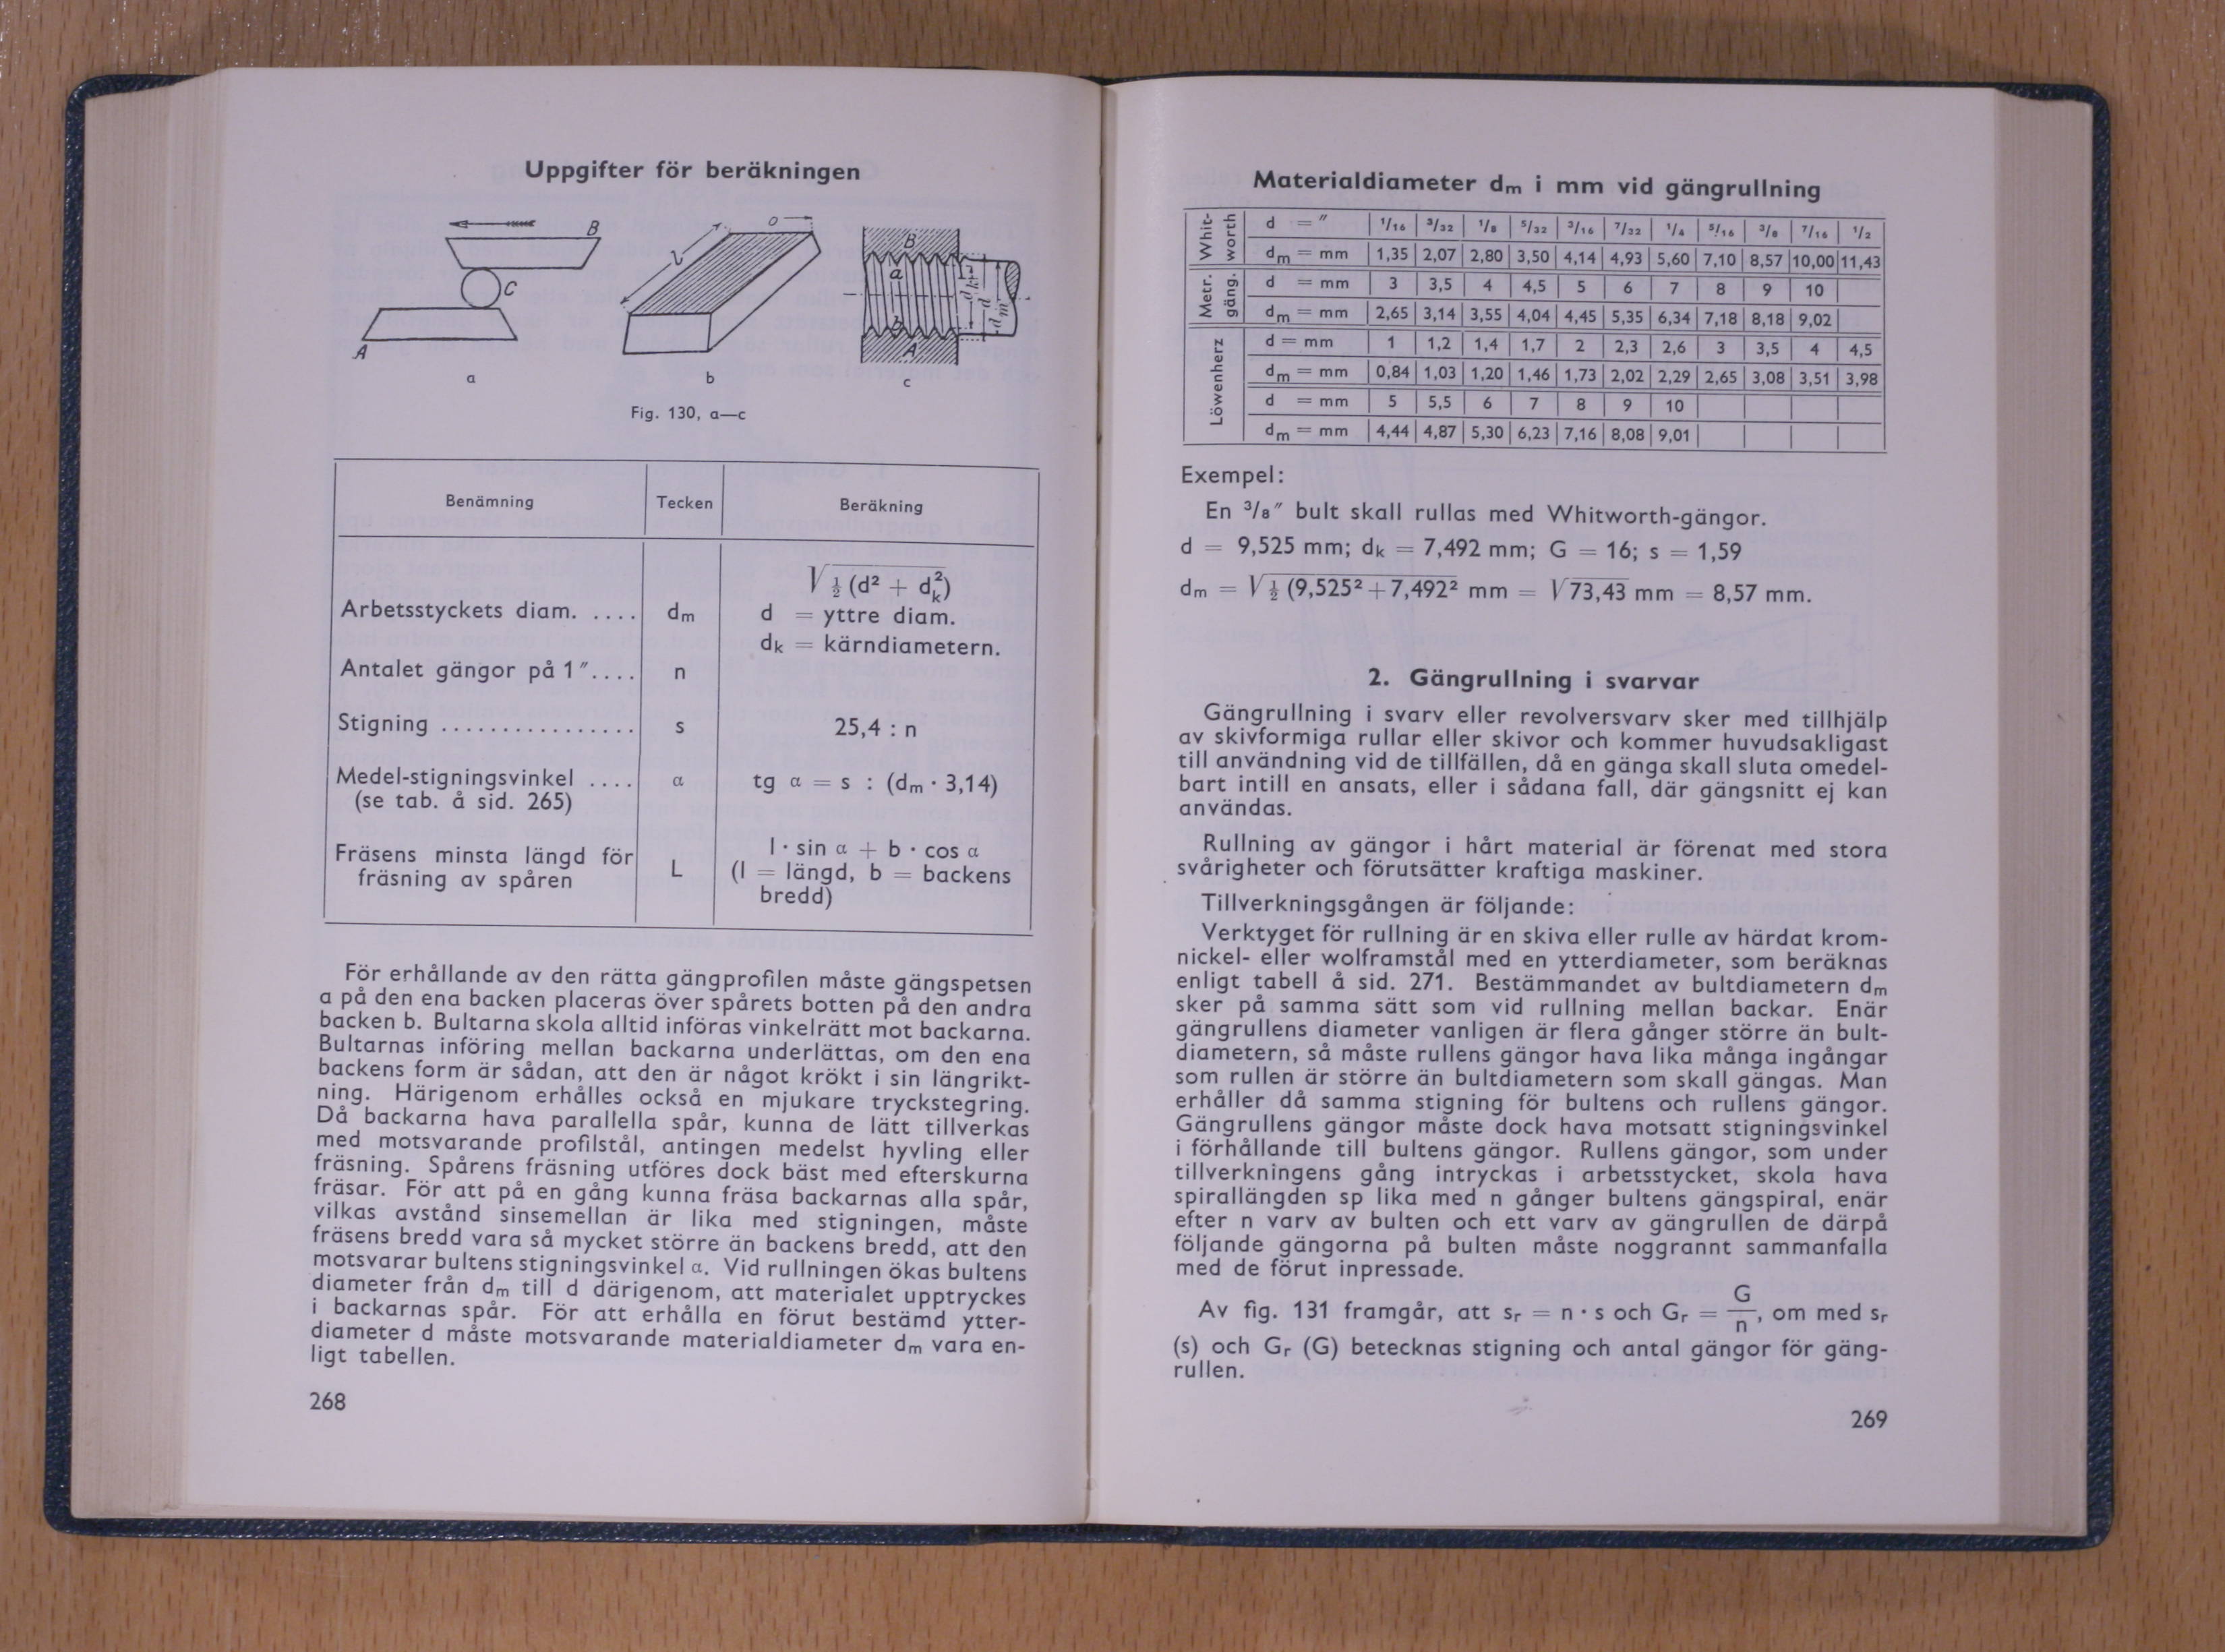 Uppgifter för beräkningen
B
C
A
a
l
o
b
B
a
b
A
dk
d
dm
c
Fig. 130, a—c
Benämning Tecken Beräkning
Arbetsstyckets diam. .... dm √½ (d² + dk²)
d = yttre diam.
dk = kärndiametern.
Antalet gängor på 1″.... n
Stigning ................ s 25,4 : n
Medel-stigningsvinkel .... α tg α = s : (dm · 3,14)
(se tab. å sid. 265)
Fräsens minsta längd för
fräsning av spåren L l · sin α + b · cos α
(l = längd, b = backens
bredd)
För erhållande av den rätta gängprofilen måste gängspetsen
a på den ena backen placeras över spårets botten på den andra
backen b. Bultarna skola alltid införas vinkelrätt mot backarna.
Bultarnas införing mellan backarna underlättas, om den ena
backens form är sådan, att den är något krökt i sin längrikt-
ning. Härigenom erhålles också en mjukare tryckstegring.
Då backarna hava parallella spår, kunna de lätt tillverkas
med motsvarande profilstål, antingen medelst hyvling eller
fräsning. Spårens fräsning utföres dock bäst med efterskurna
fräsar. För att på en gång kunna fräsa backarnas alla spår,
vilkas avstånd sinsemellan är lika med stigningen, måste
fräsens bredd vara så mycket större än backens bredd, att den
motsvarar bultens stigningsvinkel α. Vid rullningen ökas bultens
diameter från dm till d därigenom, att materialet upptryckes
i backarnas spår. För att erhålla en förut bestämd ytter-
diameter d måste motsvarande materialdiameter dm vara en-
ligt tabellen.
268
Materialdiameter dm i mm vid gängrullning
Whit-
worth
d = ″ 1/16 3/32 1/8 5/32 3/16 7/32 1/4 5/16 3/8 7/16 1/2
dm = mm 1,35 2,07 2,80 3,50 4,14 4,93 5,60 7,10 8,57 10,00 11,43
Metr.
gäng.
d = mm 3 3,5 4 4,5 5 6 7 8 9 10
dm = mm 2,65 3,14 3,55 4,04 4,45 5,35 6,34 7,18 8,18 9,02
Löwenherz
d = mm 1 1,2 1,4 1,7 2 2,3 2,6 3 3,5 4 4,5
dm = mm 0,84 1,03 1,20 1,46 1,73 2,02 2,29 2,65 3,08 3,51 3,98
d = mm 5 5,5 6 7 8 9 10
dm = mm 4,44 4,87 5,30 6,23 7,16 8,08 9,01
Exempel:
En 3/8″ bult skall rullas med Whitworth-gängor.
d = 9,525 mm; dk = 7,492 mm; G = 16; s = 1,59
dm = √½ (9,525² + 7,492² mm = √73,43 mm = 8,57 mm.
2. Gängrullning i svarvar
Gängrullning i svarv eller revolversvarv sker med tillhjälp
av skivformiga rullar eller skivor och kommer huvudsakligast
till användning vid de tillfällen, då en gänga skall sluta omedel-
bart intill en ansats, eller i sådana fall, där gängsnitt ej kan
användas.
Rullning av gängor i hårt material är förenat med stora
svårigheter och förutsätter kraftiga maskiner.
Tillverkningsgången är följande:
Verktyget för rullning är en skiva eller rulle av härdat krom-
nickel- eller wolframstål med en ytterdiameter, som beräknas
enligt tabell å sid. 271. Bestämmandet av bultdiametern dm
sker på samma sätt som vid rullning mellan backar. Enär
gängrullens diameter vanligen är flera gånger större än bult-
diametern, så måste rullens gängor hava lika många ingångar
som rullen är större än bultdiametern som skall gängas. Man
erhåller då samma stigning för bultens och rullens gängor.
Gängrullens gängor måste dock hava motsatt stigningsvinkel
i förhållande till bultens gängor. Rullens gängor, som under
tillverkningens gång intryckas i arbetsstycket, skola hava
spirallängden sp lika med n gånger bultens gängspiral, enär
efter n varv av bulten och ett varv av gängrullen de därpå
följande gängorna på bulten måste noggrannt sammanfalla
med de förut inpressade.
Av fig. 131 framgår, att sr = n · s och Gr = G/n, om med sr
(s) och Gr (G) betecknas stigning och antal gängor för gäng-
rullen.
269